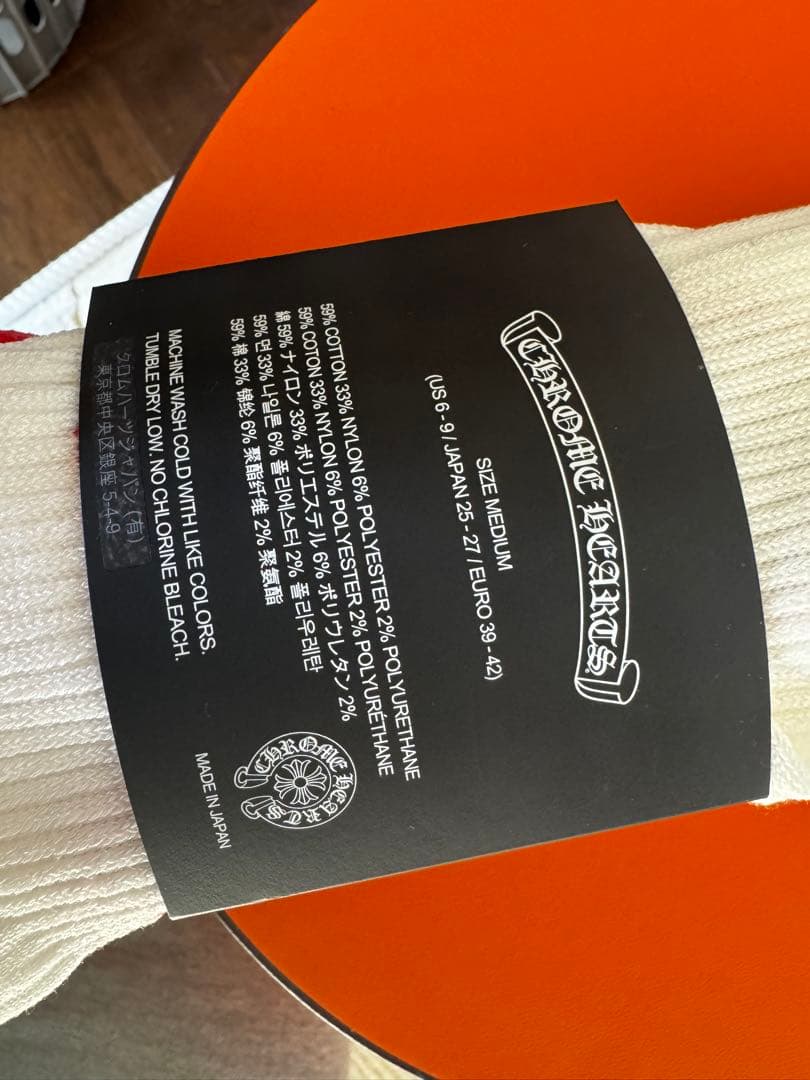 CHROME HEARTS
SIZE MEDIUM
(US 6 - 9 / JAPAN 25 - 27 / EURO 39 - 42)
59% COTTON 33% NYLON 6% POLYESTER 2% POLYURETHANE
59% COTON 33% NYLON 6% POLYESTER 2% POLYURÉTHANE
綿 59% ナイロン 33% ポリエステル 6% ポリウレタン 2%
59% 면 33% 나일론 6% 폴리에스터 2% 폴리우레탄
59% 棉 33% 锦纶 6% 聚酯纤维 2% 聚氨酯
MACHINE WASH COLD WITH LIKE COLORS.
TUMBLE DRY LOW. NO CHLORINE BLEACH.
クロムハーツジャパン(有)
東京都中央区銀座 5-4-9
CHROME HEARTS
MADE IN JAPAN